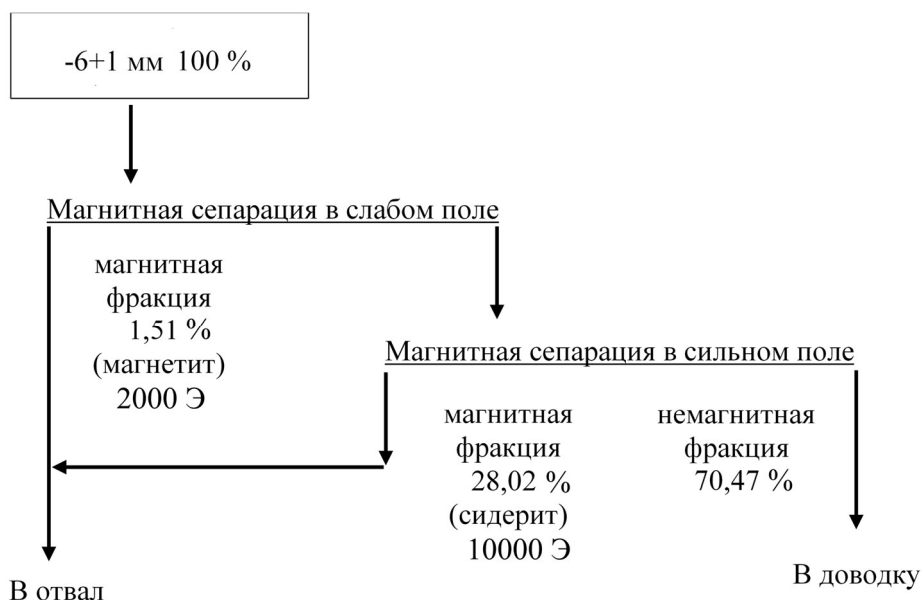 -6+1 мм 100 %
Магнитная сепарация в слабом поле
магнитная
фракция
1,51 %
(магнетит)
2000 Э
Магнитная сепарация в сильном поле
магнитная
фракция
28,02 %
(сидерит)
10000 Э
немагнитная
фракция
70,47 %
В отвал
В доводку